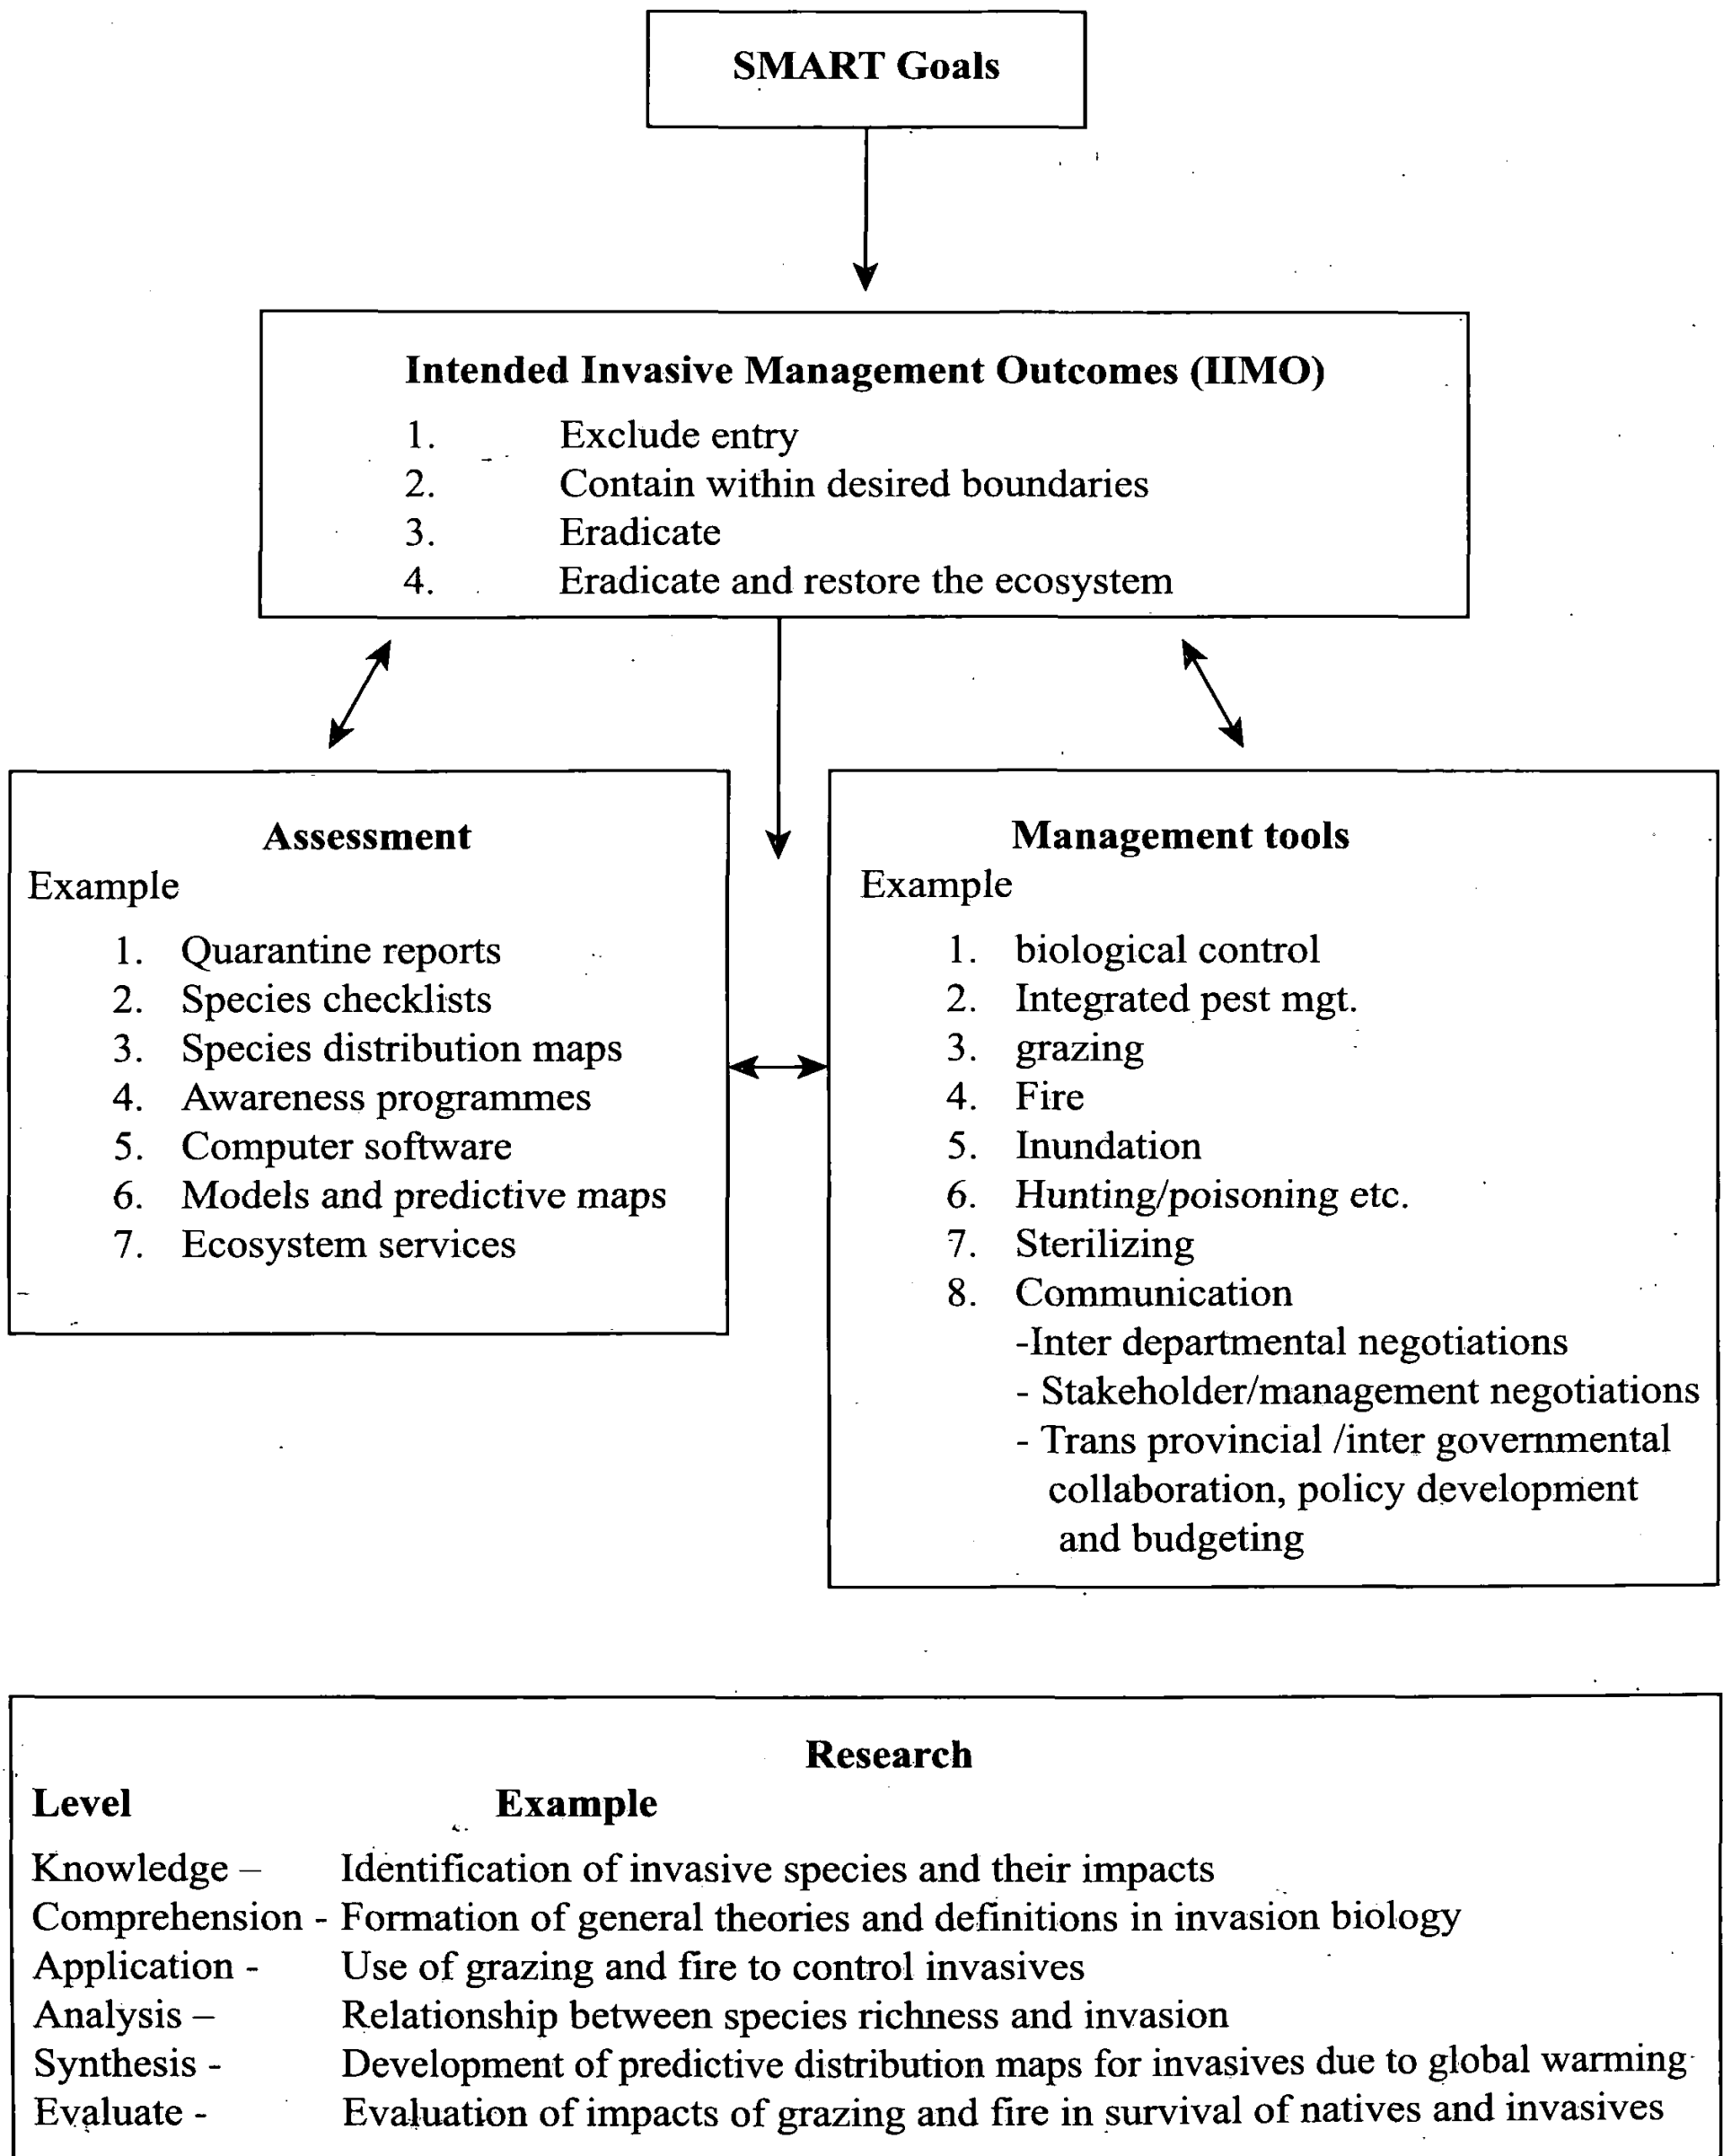 SMART Goals
Intended Invasive Management Outcomes (IIMO)
1. Exclude entry
2. Contain within desired boundaries
3. Eradicate
4. Eradicate and restore the ecosystem
Assessment
Example
1. Quarantine reports
2. Species checklists
3. Species distribution maps
4. Awareness programmes
5. Computer software
6. Models and predictive maps
7. Ecosystem services
Management tools
Example
1. biological control
2. Integrated pest mgt.
3. grazing
4. Fire
5. Inundation
6. Hunting/poisoning etc.
7. Sterilizing
8. Communication
-Inter departmental negotiations
- Stakeholder/management negotiations
- Trans provincial /inter governmental
collaboration, policy development
and budgeting
Research
Level Example
Knowledge – Identification of invasive species and their impacts
Comprehension - Formation of general theories and definitions in invasion biology
Application - Use of grazing and fire to control invasives
Analysis – Relationship between species richness and invasion
Synthesis - Development of predictive distribution maps for invasives due to global warming
Evaluate - Evaluation of impacts of grazing and fire in survival of natives and invasives